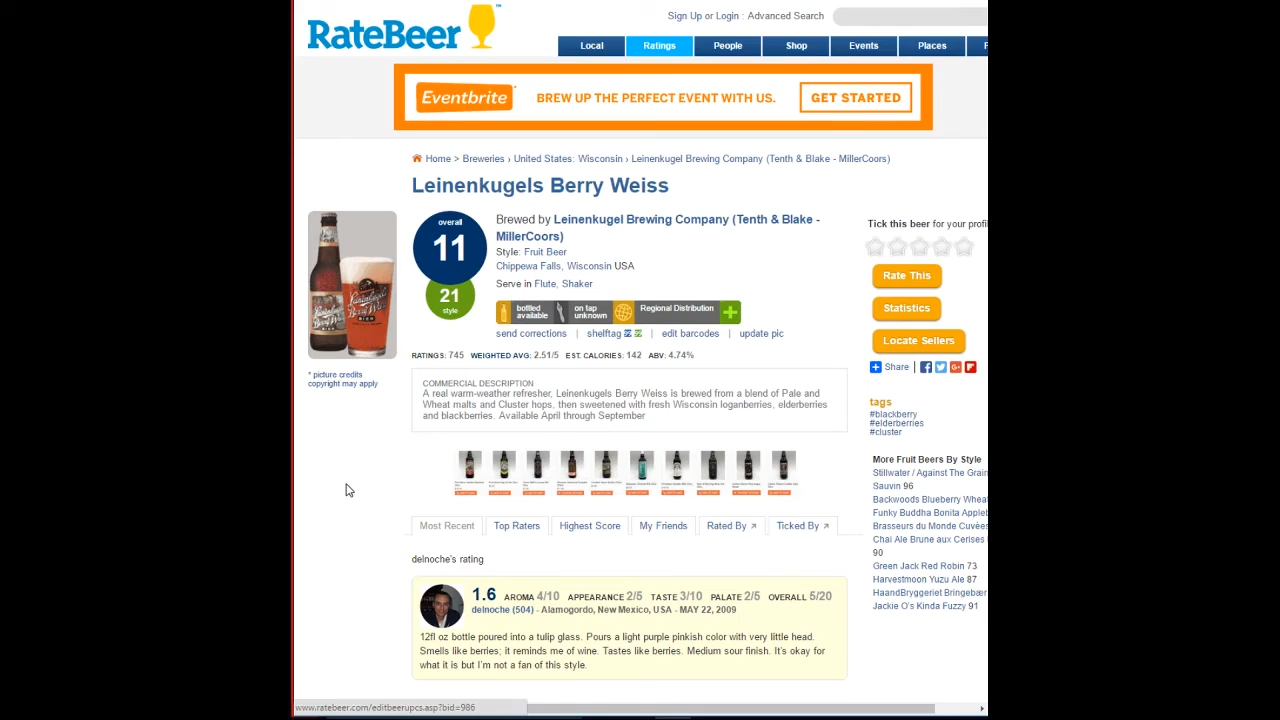 RateBeer™
Sign Up or Login : Advanced Search
Local Ratings People Shop Events Places
Eventbrite BREW UP THE PERFECT EVENT WITH US. GET STARTED
Home > Breweries › United States: Wisconsin › Leinenkugel Brewing Company (Tenth & Blake - MillerCoors)
Leinenkugels Berry Weiss
overall
11
21
style
Brewed by Leinenkugel Brewing Company (Tenth & Blake -
MillerCoors)
Style: Fruit Beer
Chippewa Falls, Wisconsin USA
Serve in Flute, Shaker
bottled
available
on tap
unknown
Regional Distribution
send corrections | shelftag | edit barcodes | update pic
RATINGS: 745 WEIGHTED AVG: 2.51/5 EST. CALORIES: 142 ABV: 4.74%
* picture credits
copyright may apply
COMMERCIAL DESCRIPTION
A real warm-weather refresher, Leinenkugels Berry Weiss is brewed from a blend of Pale and
Wheat malts and Cluster hops, then sweetened with fresh Wisconsin loganberries, elderberries
and blackberries. Available April through September
Most Recent Top Raters Highest Score My Friends Rated By Ticked By
delnoche's rating
1.6 AROMA 4/10 APPEARANCE 2/5 TASTE 3/10 PALATE 2/5 OVERALL 5/20
delnoche (504) - Alamogordo, New Mexico, USA - MAY 22, 2009
12fl oz bottle poured into a tulip glass. Pours a light purple pinkish color with very little head.
Smells like berries; it reminds me of wine. Tastes like berries. Medium sour finish. It's okay for
what it is but I'm not a fan of this style.
Tick this beer for your profil
Rate This
Statistics
Locate Sellers
Share |
tags
#blackberry
#elderberries
#cluster
More Fruit Beers By Style
Stillwater / Against The Grain
Sauvin 96
Backwoods Blueberry Wheat
Funky Buddha Bonita Appleb
Brasseurs du Monde Cuvées
Chai Ale Brune aux Cerises
90
Green Jack Red Robin 73
Harvestmoon Yuzu Ale 87
HaandBryggeriet Bringebær
Jackie O's Kinda Fuzzy 91
www.ratebeer.com/editbeerupcs.asp?bid=986